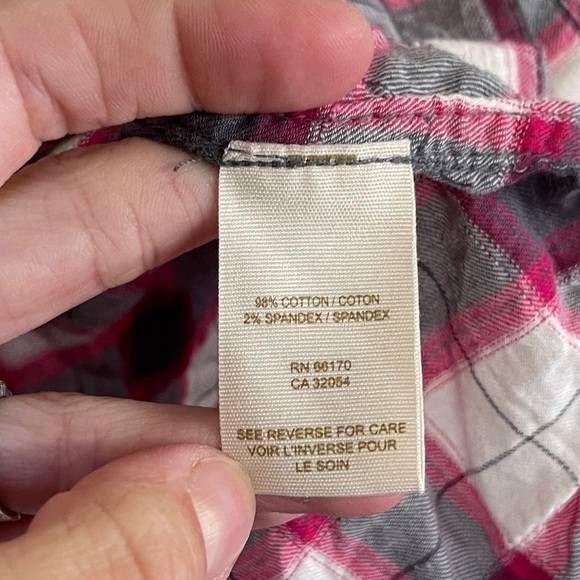 98% COTTON / COTON
2% SPANDEX / SPANDEX
RN 66170
CA 32054
SEE REVERSE FOR CARE
VOIR L'INVERSE POUR
LE SOIN